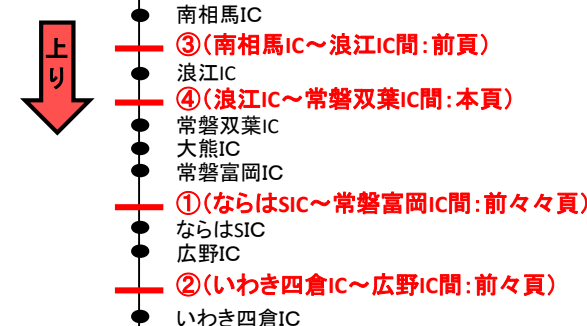 南相馬IC
上り
③(南相馬IC～浪江IC間：前頁)
浪江IC
④(浪江IC～常磐双葉IC間：本頁)
常磐双葉IC
大熊IC
常磐富岡IC
①(ならはSIC～常磐富岡IC間：前々々頁)
ならはSIC
広野IC
②(いわき四倉IC～広野IC間：前々頁)
いわき四倉IC